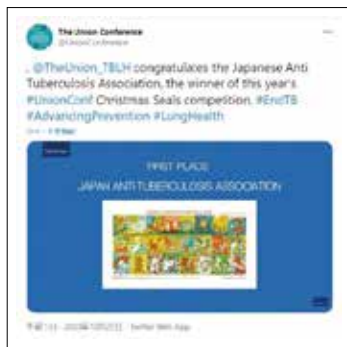 The Union Conference
@UnionConference
. @TheUnion_TBLH congratulates the Japanese Anti
Tuberculosis Association, the winner of this year's
#UnionConf Christmas Seals competition. #EndTB
#AdvancingPrevention #LungHealth
FIRST PLACE
JAPAN ANTI-TUBERCULOSIS ASSOCIATION
Twitter Web App